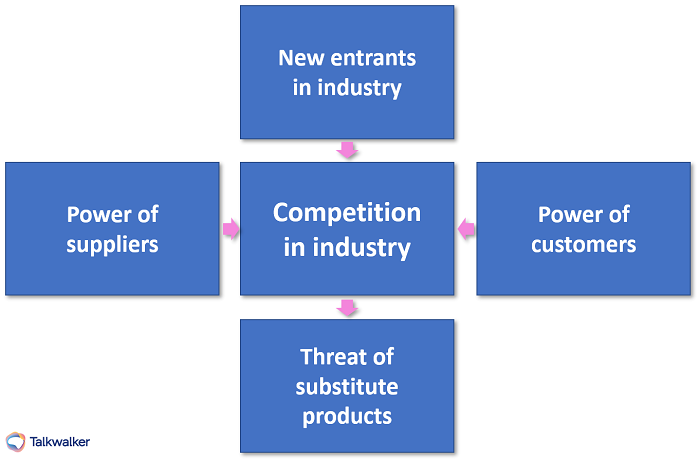 New entrants
in industry
Power of
suppliers
Competition
in industry
Power of
customers
Threat of
substitute
products
Talkwalker